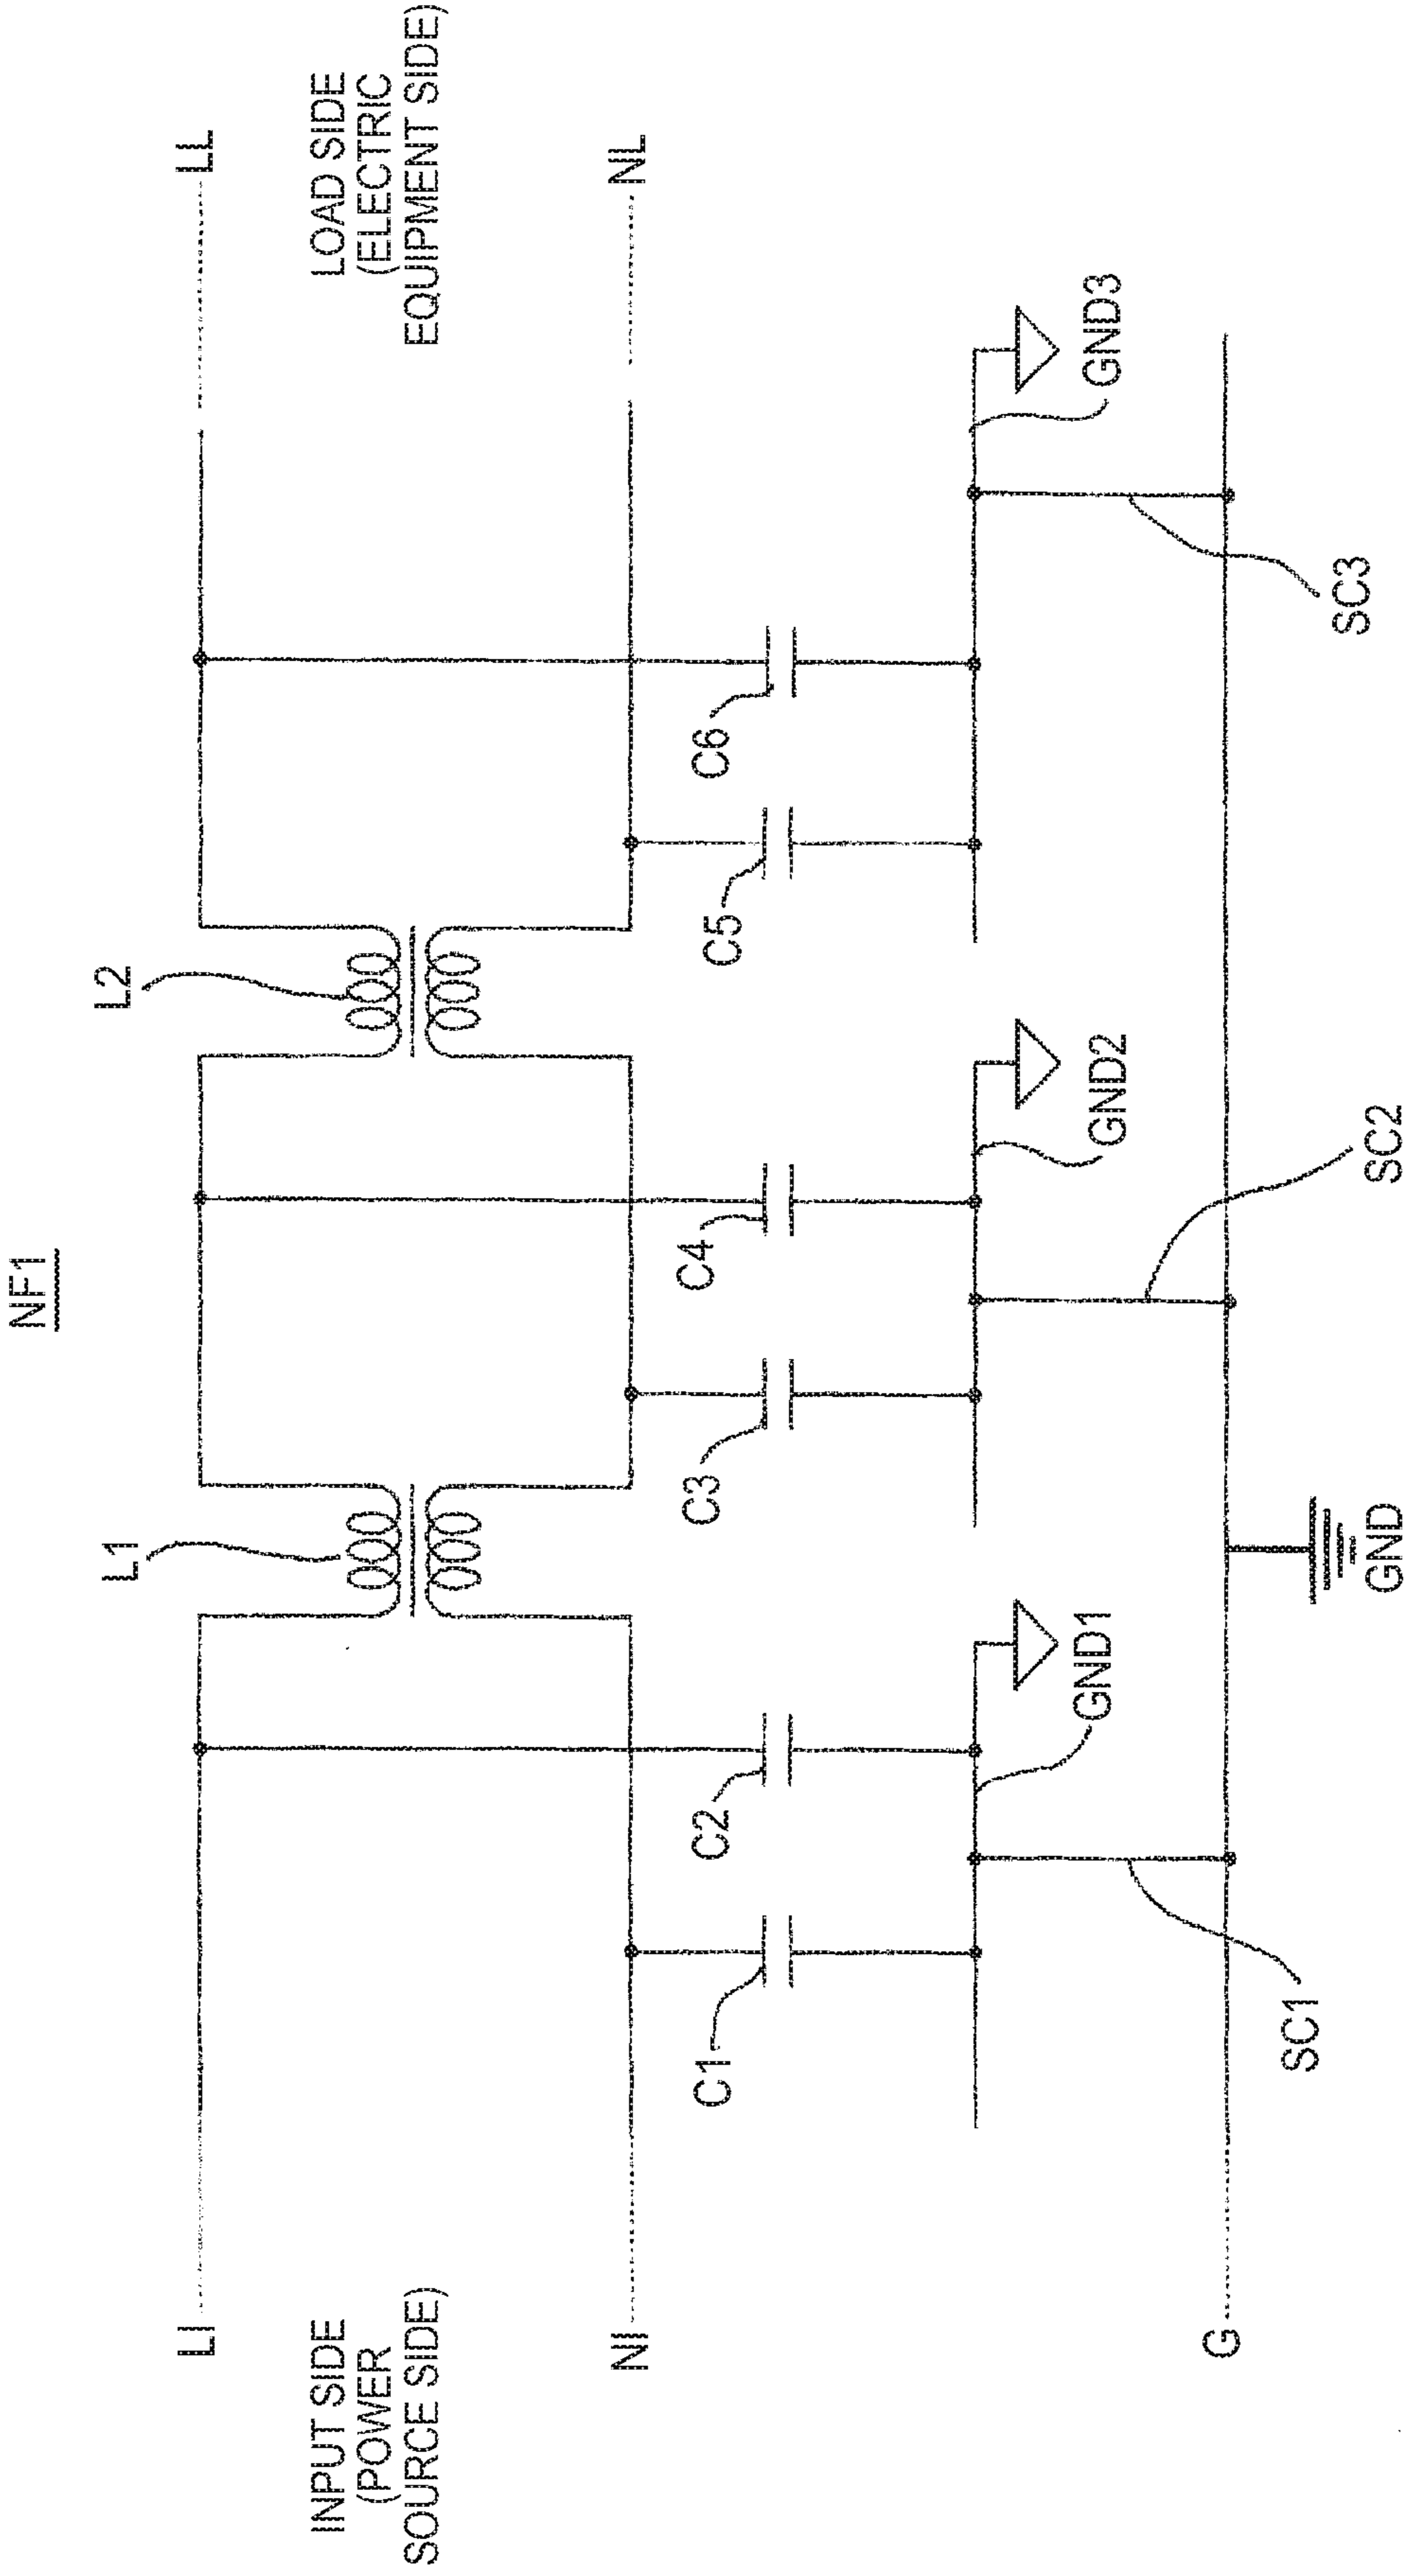 NF1
L1
L2
LI
LL
INPUT SIDE
(POWER
SOURCE SIDE)
LOAD SIDE
(ELECTRIC
EQUIPMENT SIDE)
NI
NL
C1
C2
C3
C4
C5
C6
GND1
GND2
GND3
G
SC1
GND
SC2
SC3